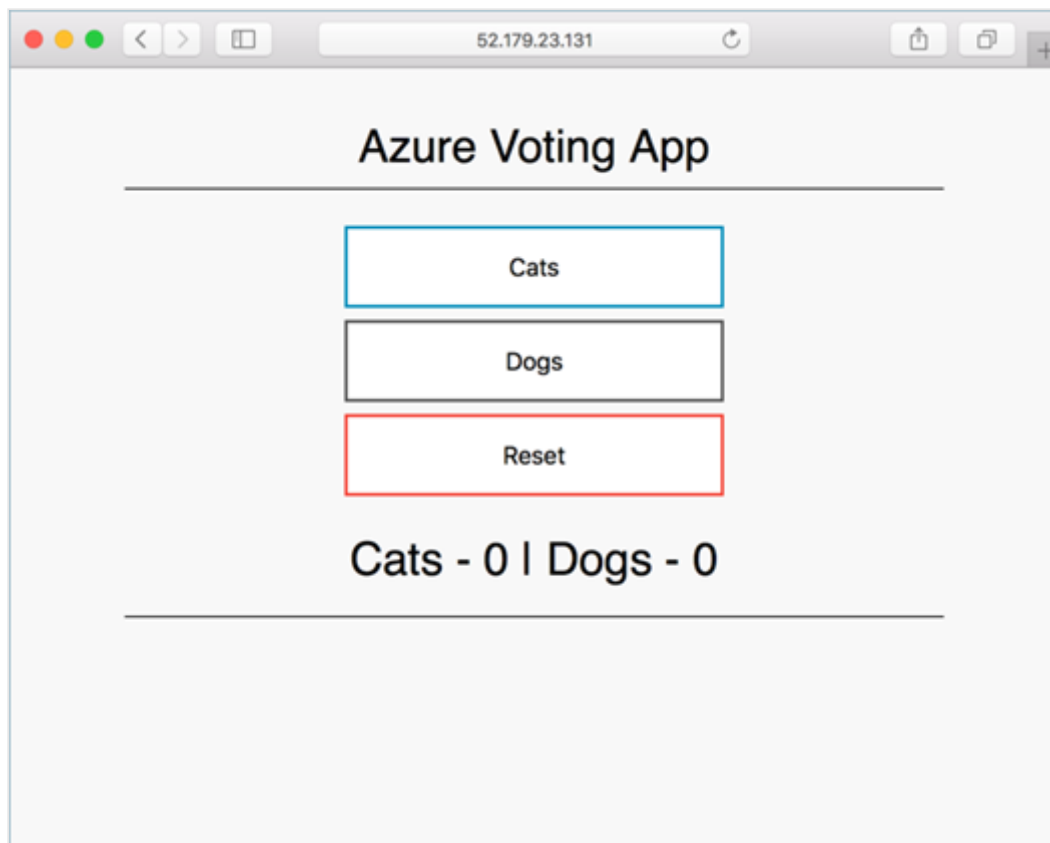 52.179.23.131
Azure Voting App
Cats
Dogs
Reset
Cats - 0 | Dogs - 0